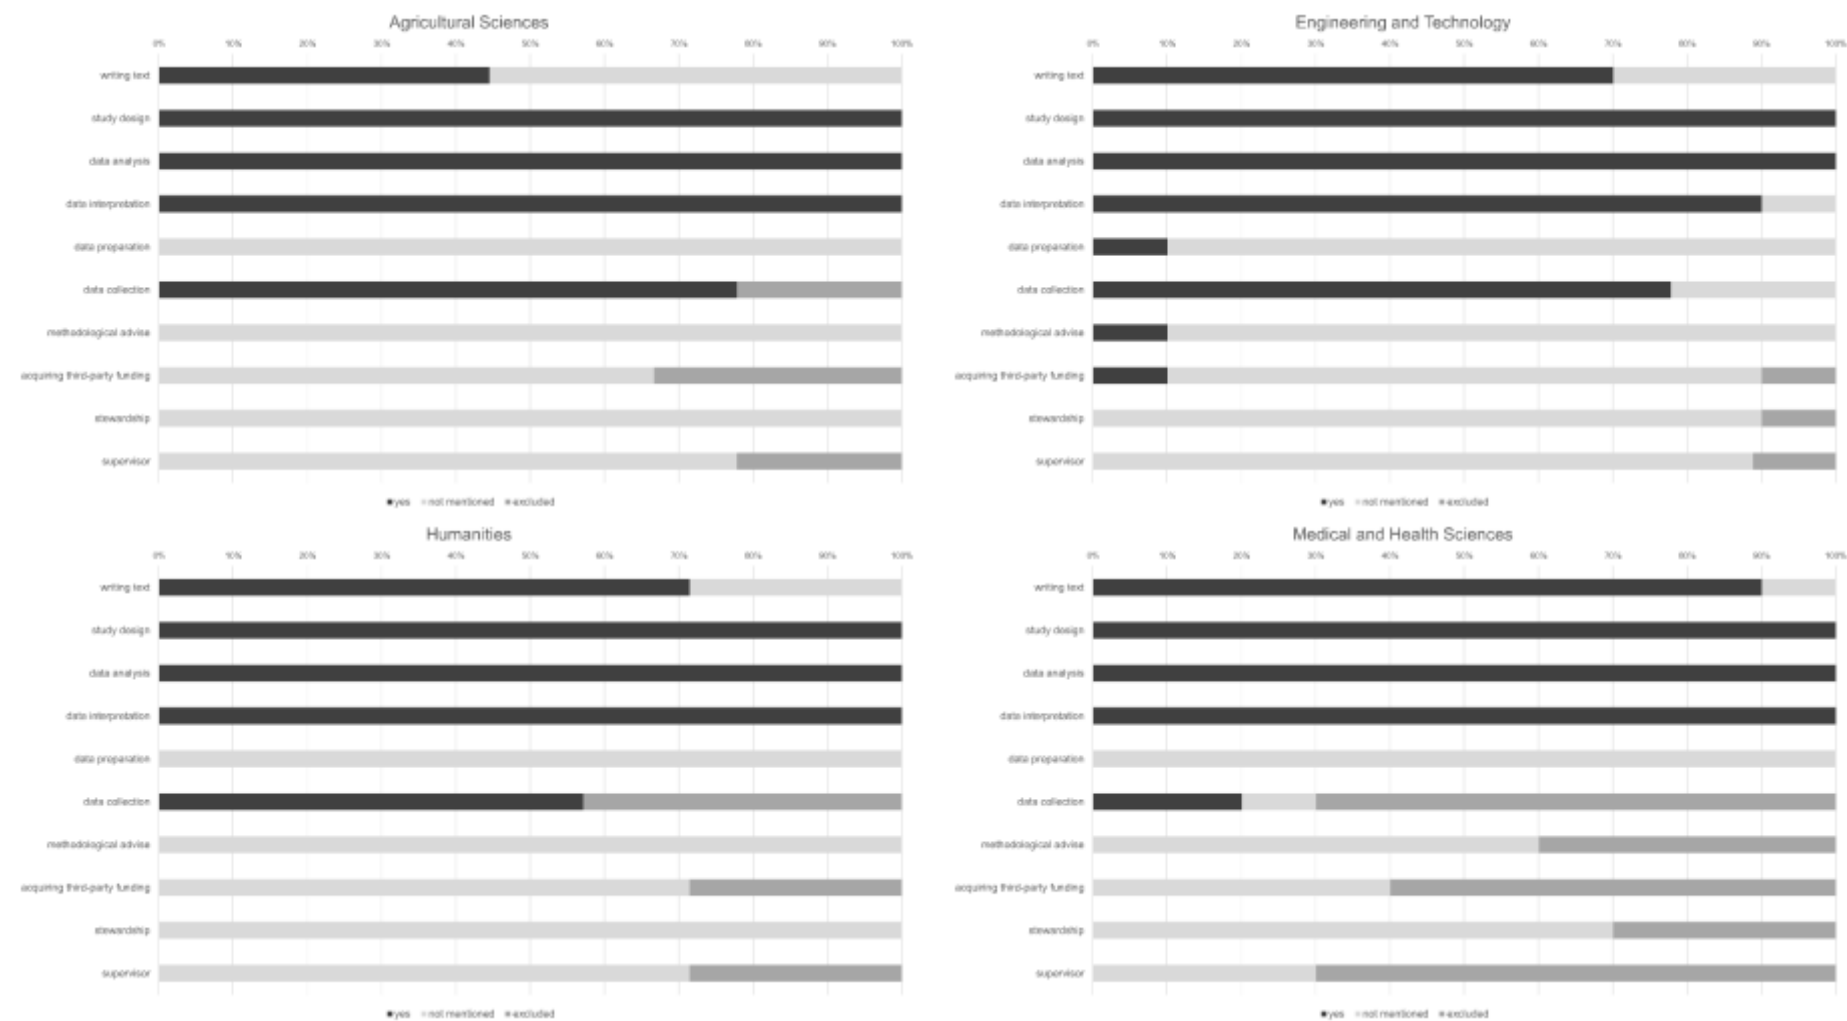 Agricultural Sciences
0% 10% 20% 30% 40% 50% 60% 70% 80% 90% 100%
writing text
study design
data analysis
data interpretation
data preparation
data collection
methodological advise
acquiring third-party funding
stewardship
supervisor
yes not mentioned excluded
Engineering and Technology
0% 10% 20% 30% 40% 50% 60% 70% 80% 90% 100%
writing text
study design
data analysis
data interpretation
data preparation
data collection
methodological advise
acquiring third-party funding
stewardship
supervisor
yes not mentioned excluded
Humanities
0% 10% 20% 30% 40% 50% 60% 70% 80% 90% 100%
writing text
study design
data analysis
data interpretation
data preparation
data collection
methodological advise
acquiring third-party funding
stewardship
supervisor
yes not mentioned excluded
Medical and Health Sciences
0% 10% 20% 30% 40% 50% 60% 70% 80% 90% 100%
writing text
study design
data analysis
data interpretation
data preparation
data collection
methodological advise
acquiring third-party funding
stewardship
supervisor
yes not mentioned excluded